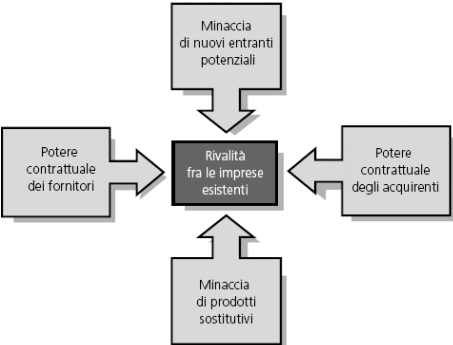 Minaccia
di nuovi entranti
potenziali
Potere
contrattuale
dei fornitori
Rivalità
fra le imprese
esistenti
Potere
contrattuale
degli acquirenti
Minaccia
di prodotti
sostitutivi